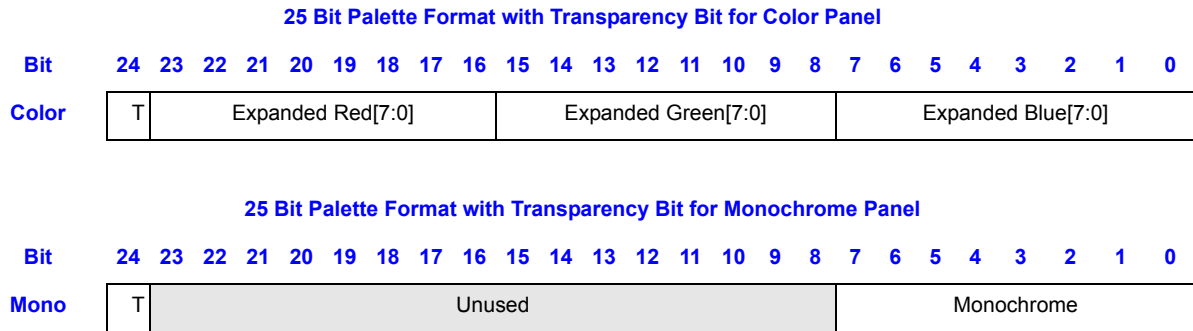 25 Bit Palette Format with Transparency Bit for Color Panel
Bit 24 23 22 21 20 19 18 17 16 15 14 13 12 11 10 9 8 7 6 5 4 3 2 1 0
Color T Expanded Red[7:0] Expanded Green[7:0] Expanded Blue[7:0]
25 Bit Palette Format with Transparency Bit for Monochrome Panel
Bit 24 23 22 21 20 19 18 17 16 15 14 13 12 11 10 9 8 7 6 5 4 3 2 1 0
Mono T Unused Monochrome